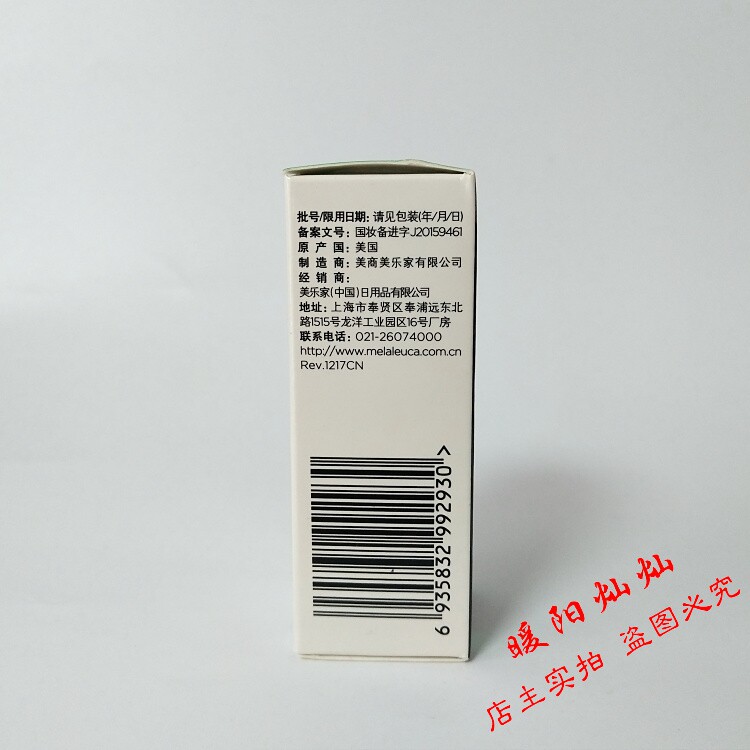 批号/限用日期: 请见包装(年/月/日)
备案文号: 国妆备进字J20159461
原 产 国: 美国
制 造 商: 美商美乐家有限公司
经 销 商:
美乐家(中国)日用品有限公司
地址: 上海市奉贤区奉浦远东北
路1515号龙洋工业园区16号厂房
联系电话: 021-26074000
http://www.melaleuca.com.cn
Rev.1217CN
6 935832 992930 >
暖阳灿灿
店主实拍 盗图必究